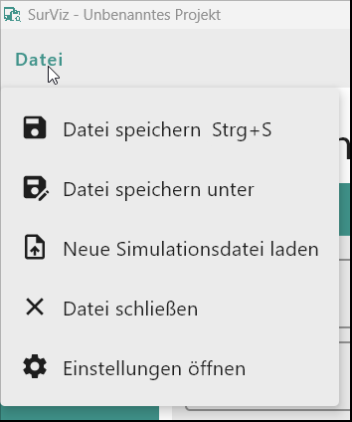 SurViz - Unbenanntes Projekt
Datei
Datei speichern Strg+S
Datei speichern unter
Neue Simulationsdatei laden
Datei schließen
Einstellungen öffnen